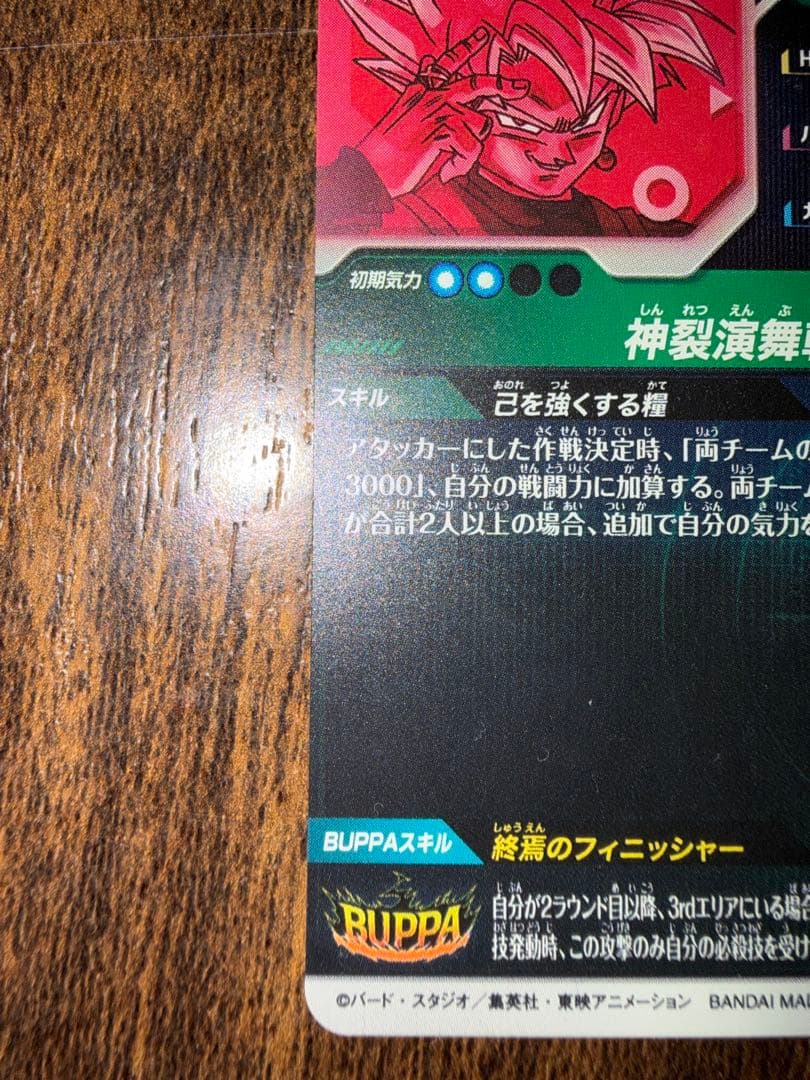 初期気力
しんれつえんぶ
神裂演舞
スキル
おのれ つよ かて
己を強くする糧
さくせんけっていじ りょう
アタッカーにした作戦決定時、「両チームの
じぶん せんとうりょく かさん りょう
3000」、自分の戦闘力に加算する。両チーム
ごうけいふたりいじょう ばあい ついか じぶん きりょく
が合計2人以上の場合、追加で自分の気力を
BUPPAスキル
しゅうえん
終焉のフィニッシャー
じぶん めいこう
自分が2ラウンド目以降、3rdエリアにいる場合
わざはつどうじ こうげき じぶん ひっさつわざ う
技発動時、この攻撃のみ自分の必殺技を受け
BUPPA
©バード・スタジオ／集英社・東映アニメーション BANDAI